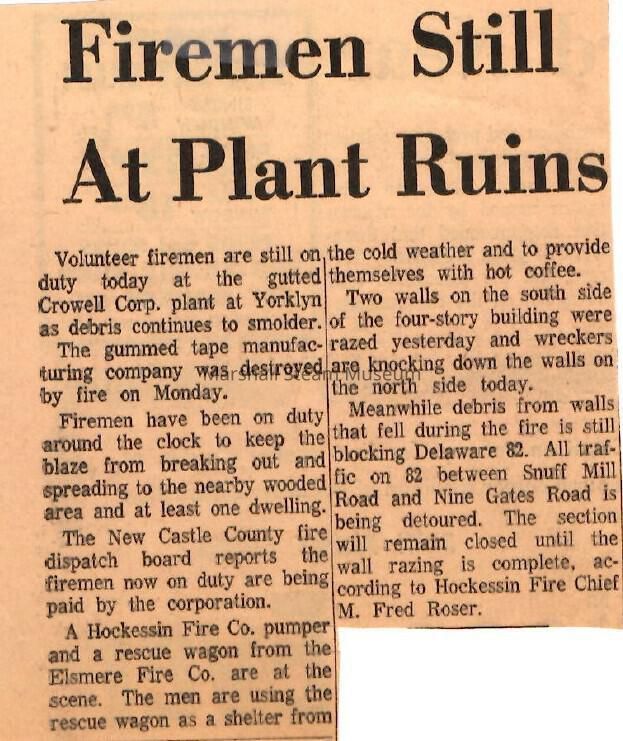 Firemen Still
At Plant Ruins
Volunteer firemen are still on
duty today at the gutted
Crowell Corp. plant at Yorklyn
as debris continues to smolder.
The gummed tape manufac-
turing company was destroyed
by fire on Monday.
Firemen have been on duty
around the clock to keep the
blaze from breaking out and
spreading to the nearby wooded
area and at least one dwelling.
The New Castle County fire
dispatch board reports the
firemen now on duty are being
paid by the corporation.
A Hockessin Fire Co. pumper
and a rescue wagon from the
Elsmere Fire Co. are at the
scene. The men are using the
rescue wagon as a shelter from
the cold weather and to provide
themselves with hot coffee.
Two walls on the south side
of the four-story building were
razed yesterday and wreckers
are knocking down the walls on
the north side today.
Meanwhile debris from walls
that fell during the fire is still
blocking Delaware 82. All traf-
fic on 82 between Snuff Mill
Road and Nine Gates Road is
being detoured. The section
will remain closed until the
wall razing is complete, ac-
cording to Hockessin Fire Chief
M. Fred Roser.
Marshall Steam Museum